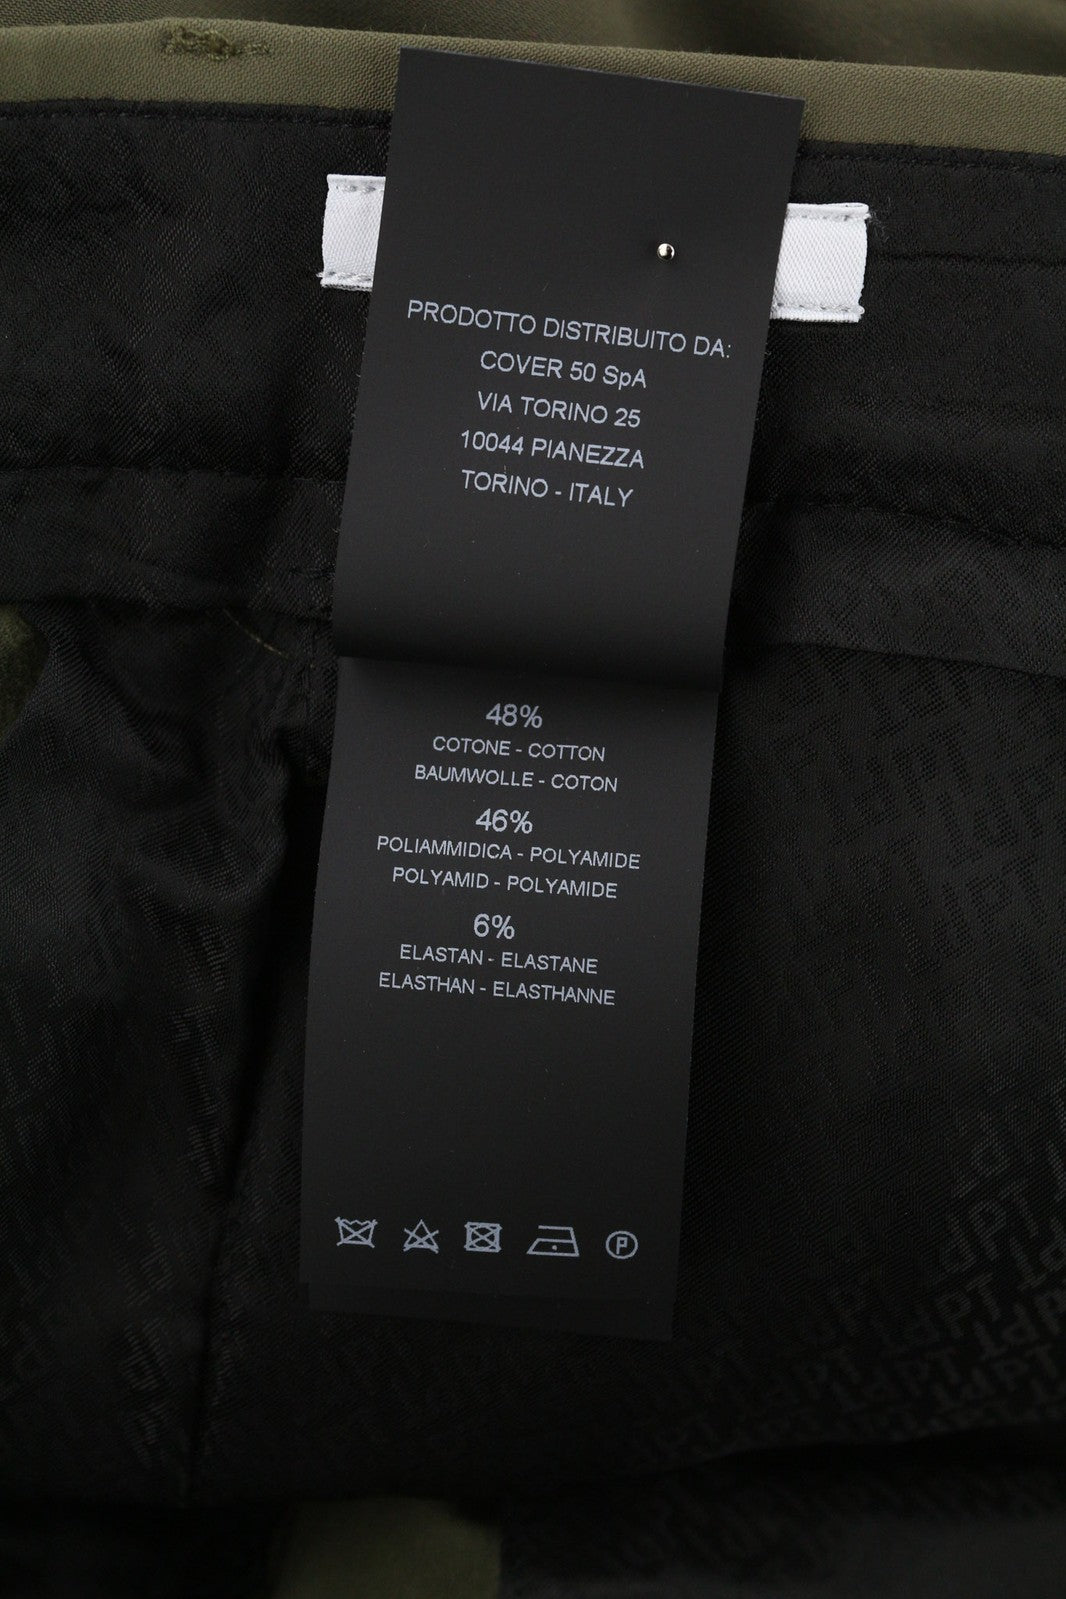 PRODOTTO DISTRIBUITO DA:
COVER 50 SpA
VIA TORINO 25
10044 PIANEZZA
TORINO - ITALY
48%
COTONE - COTTON
BAUMWOLLE - COTON
46%
POLIAMMIDICA - POLYAMIDE
POLYAMID - POLYAMIDE
6%
ELASTAN - ELASTANE
ELASTHAN - ELASTHANNE
P